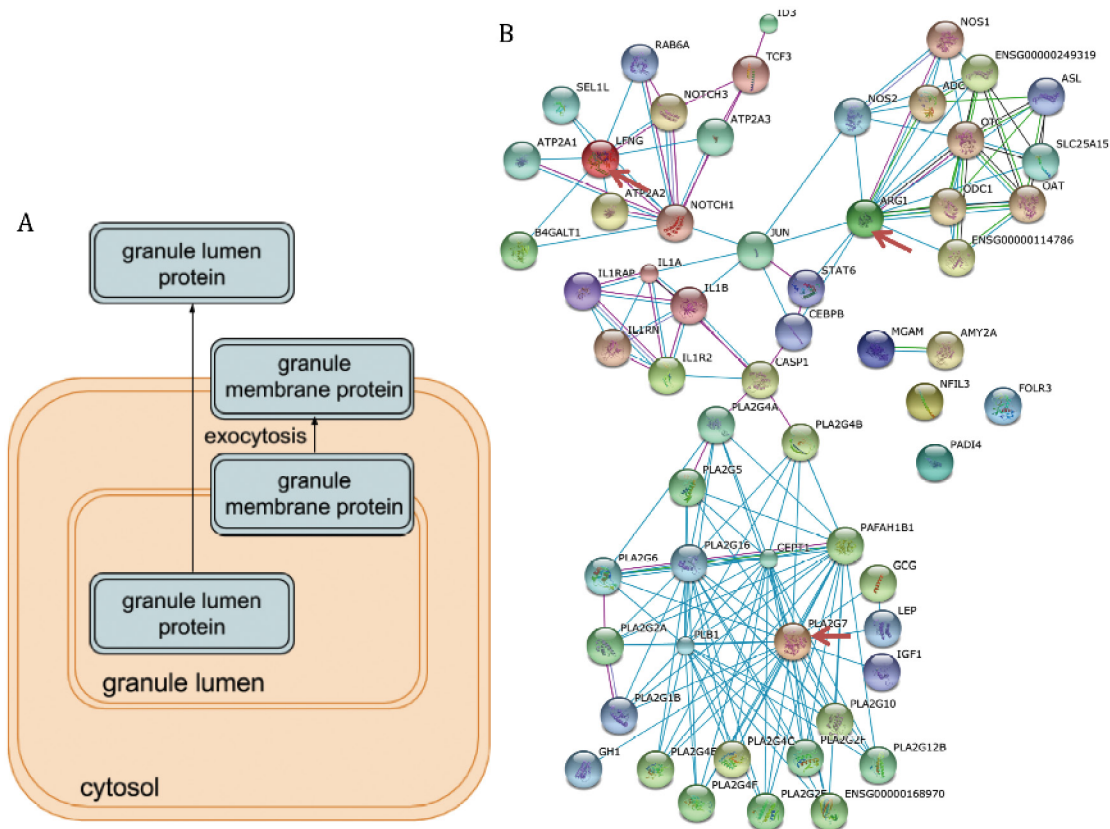 A
granule lumen
protein
granule
membrane protein
exocytosis
granule
membrane protein
granule lumen
protein
granule lumen
cytosol
B
ID3
NOS1
RAB6A
TCF3
ENSG00000249319
SEL1L
NOTCH3
ADC
ASL
NOS2
ATP2A3
OTC
ATP2A1
LFNG
SLC25A15
ATP2A2
ODC1
OAT
NOTCH1
ARG1
B4GALT1
JUN
ENSG00000114786
IL1A
STAT6
IL1RAP
IL1B
CEBPB
MGAM
AMY2A
IL1RN
IL1R2
CASP1
NFIL3
FOLR3
PLA2G4A
PLA2G4B
PADI4
PLA2G5
PAFAH1B1
PLA2G16
CEPT1
PLA2G6
GCG
LEP
PLA2G2A
PLB1
PLA2G7
IGF1
PLA2G1B
PLA2G10
GH1
PLA2G4E
PLA2G4C
PLA2G2F
PLA2G12B
PLA2G4F
PLA2G2E
ENSG00000168970